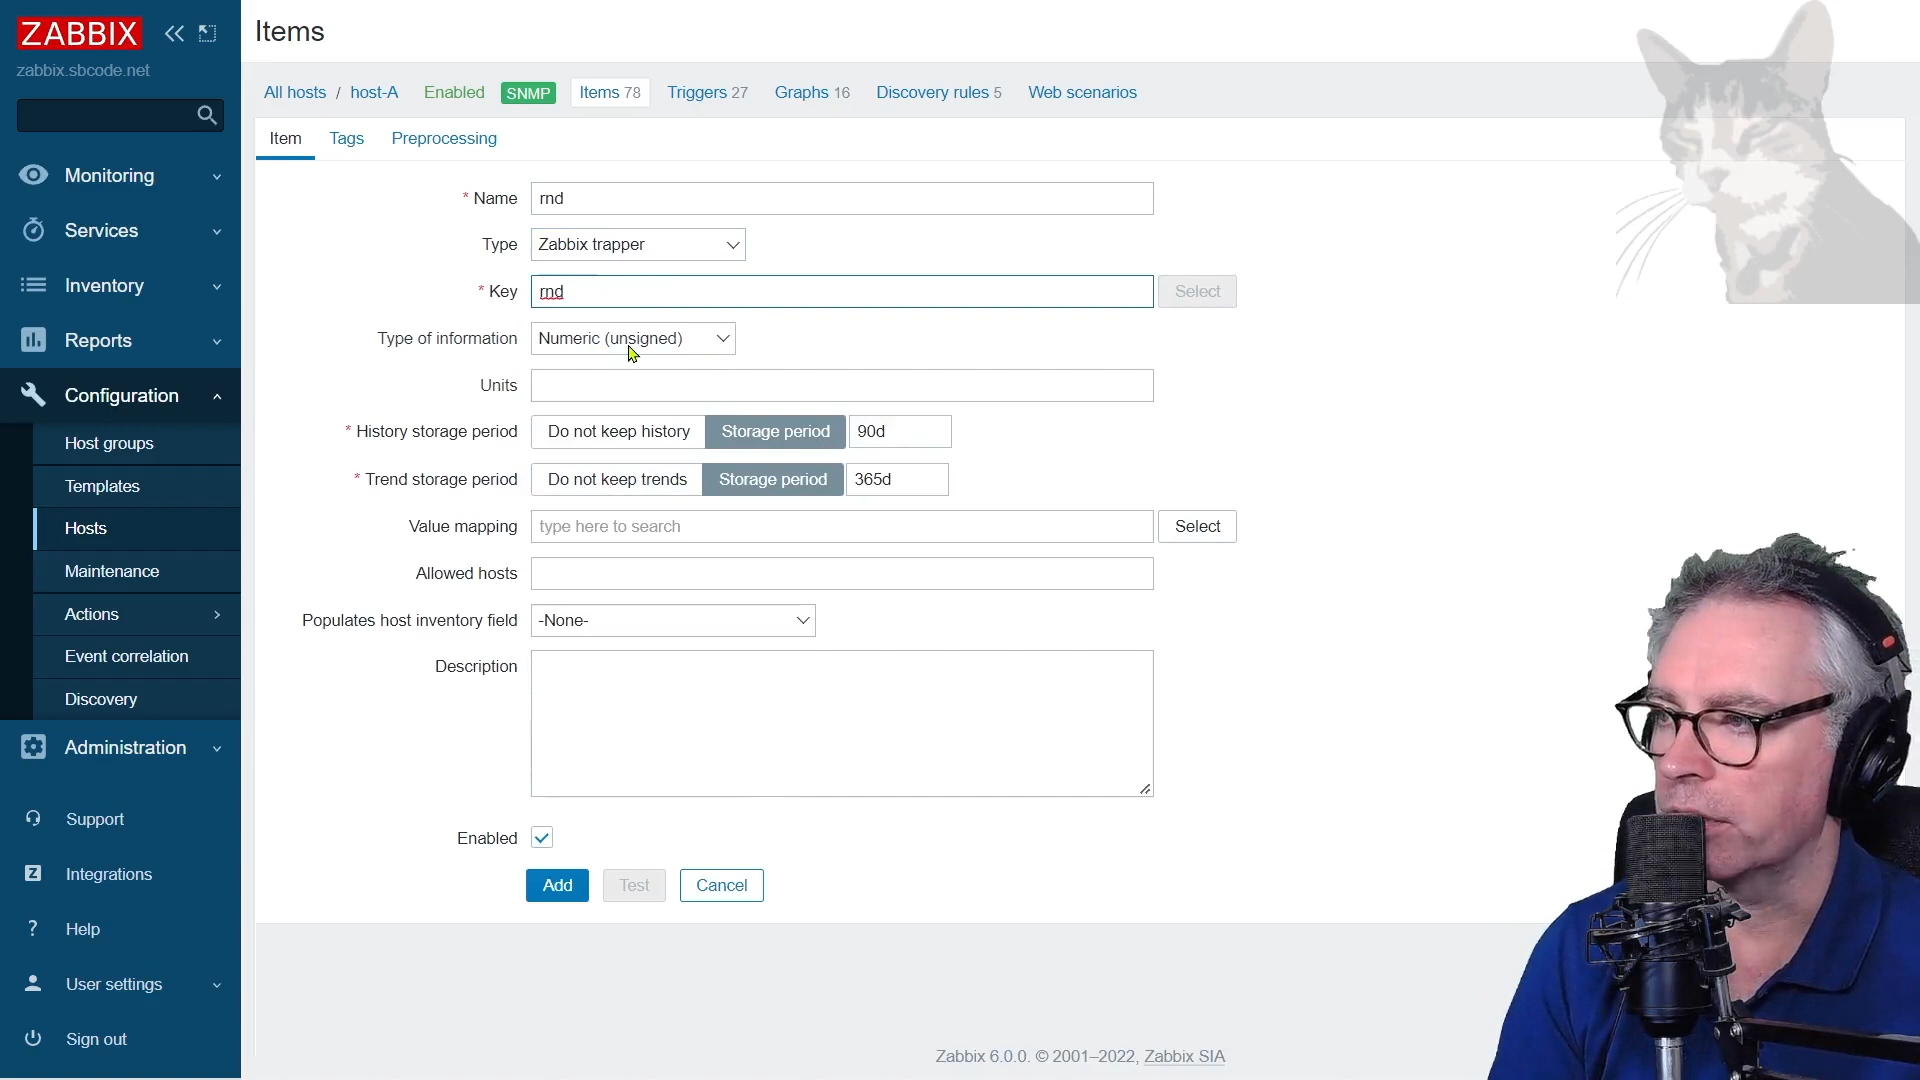 ZABBIX
zabbix.sbcode.net
Monitoring
Services
Inventory
Reports
Configuration
Host groups
Templates
Hosts
Maintenance
Actions
Event correlation
Discovery
Administration
Support
Z Integrations
? Help
User settings
Sign out
Items
All hosts / host-A Enabled SNMP Items 78 Triggers 27 Graphs 16 Discovery rules 5 Web scenarios
Item Tags Preprocessing
* Name rnd
Type Zabbix trapper
* Key rnd Select
Type of information Numeric (unsigned)
Units
* History storage period Do not keep history Storage period 90d
* Trend storage period Do not keep trends Storage period 365d
Value mapping type here to search Select
Allowed hosts
Populates host inventory field -None-
Description
Enabled
Add Test Cancel
Zabbix 6.0.0. © 2001–2022, Zabbix SIA